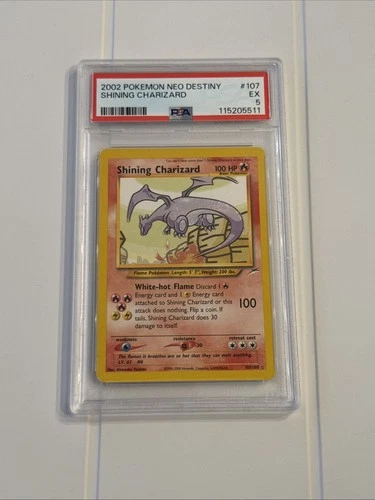 2002 POKEMON NEO DESTINY #107
SHINING CHARIZARD EX
5
PSA 115205511
Shining Charizard 100 HP
Flame Pokémon. Length: 5' 7", Weight: 200 lbs.
White-hot Flame Discard 1
Energy card and 1 Energy card
attached to Shining Charizard or this
attack does nothing. Flip a coin. If
tails, Shining Charizard does 30
damage to itself.
100
weakness resistance retreat cost
-30